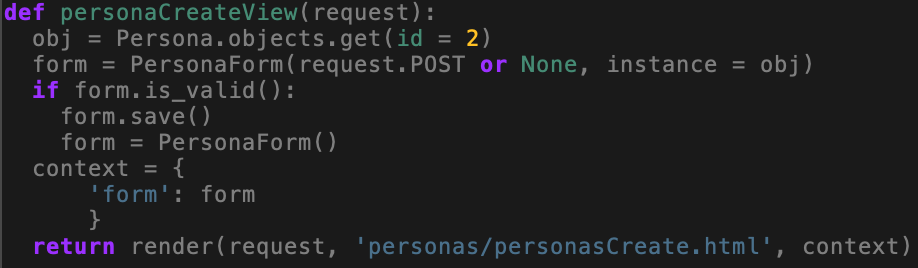 def personaCreateView(request):
  obj = Persona.objects.get(id = 2)
  form = PersonaForm(request.POST or None, instance = obj)
  if form.is_valid():
    form.save()
    form = PersonaForm()
  context = {
      'form': form
      }
  return render(request, 'personas/personasCreate.html', context)